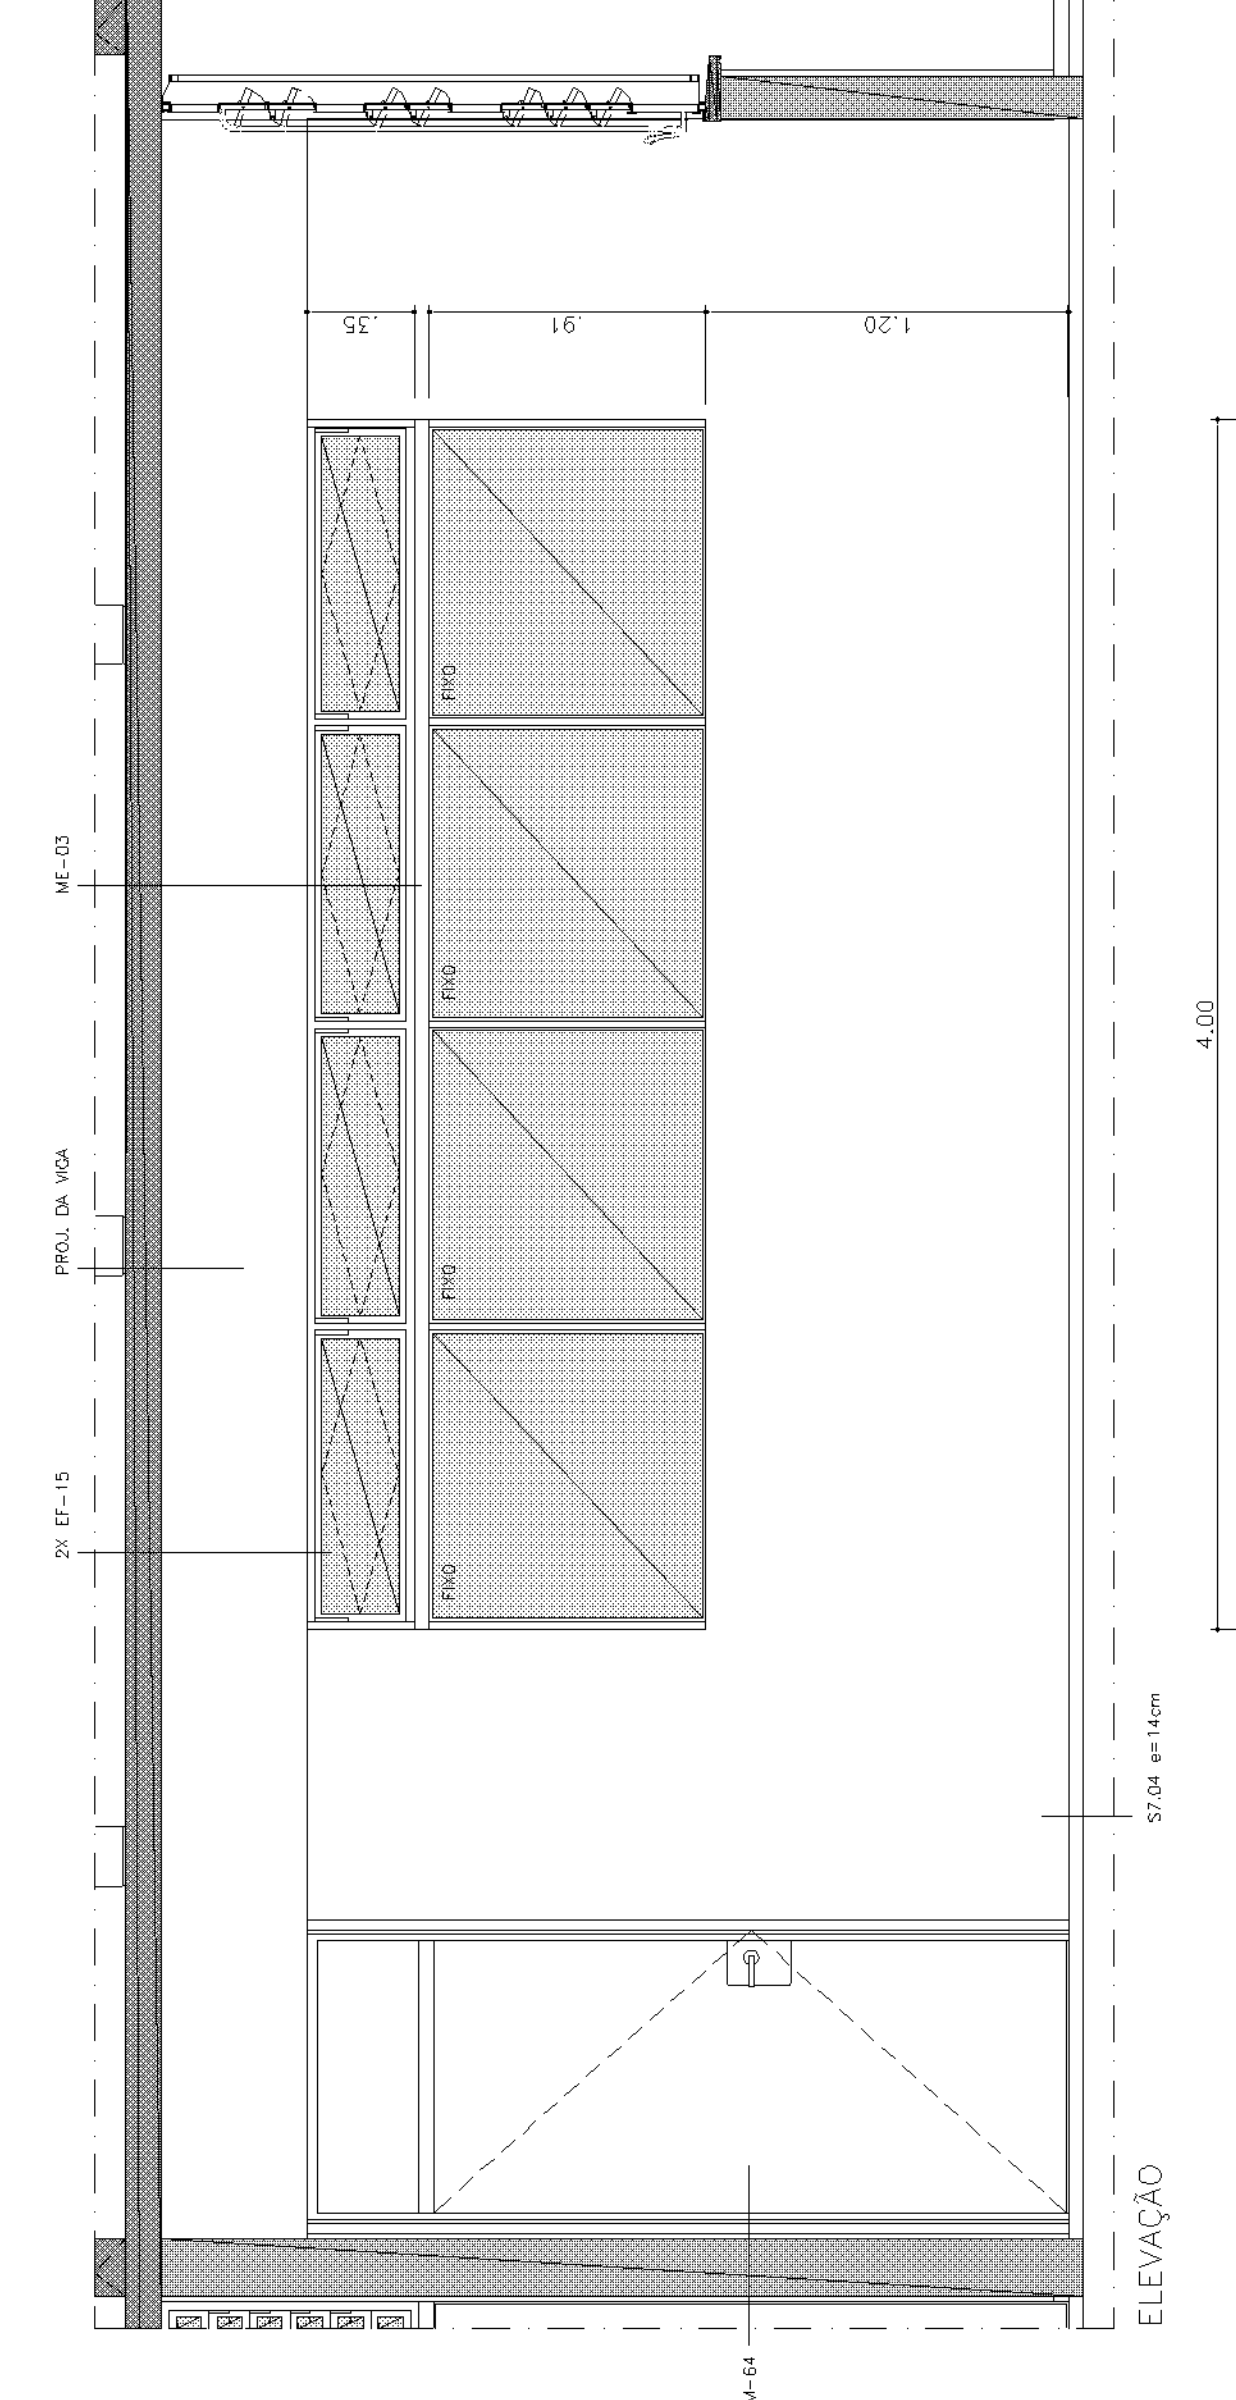 2X EF-15
PROJ. DA VIGA
ME-03
.35
.91
1.20
FIXO
FIXO
FIXO
FIXO
4.00
S7.04 e=14cm
M-64
ELEVAÇÃO